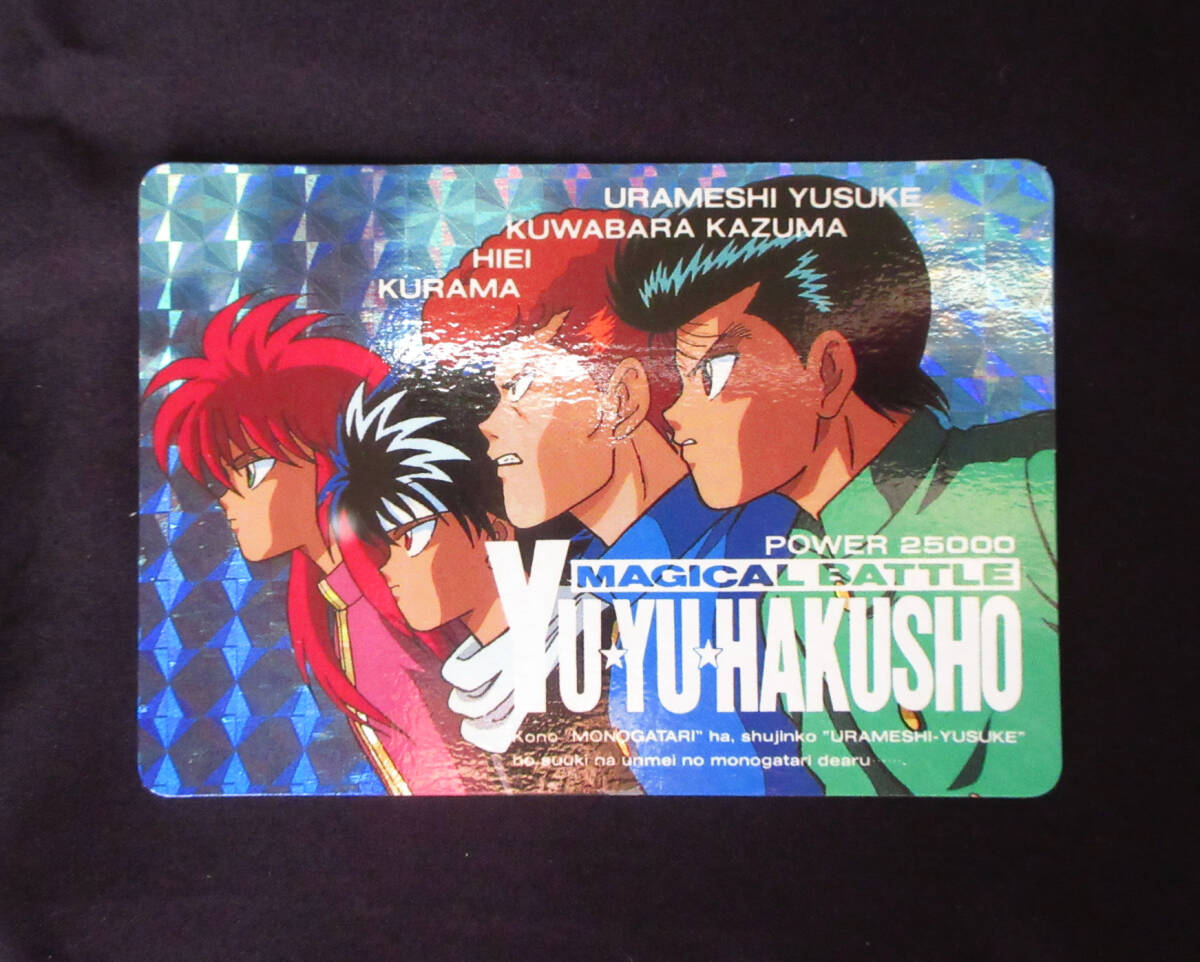 URAMESHI YUSUKE
KUWABARA KAZUMA
HIEI
KURAMA
POWER 25000
MAGICAL BATTLE
YU★YU★HAKUSHO
Kono "MONOGATARI" ha, shujinko "URAMESHI-YUSUKE"
no suuki na unmei no monogatari dearu……